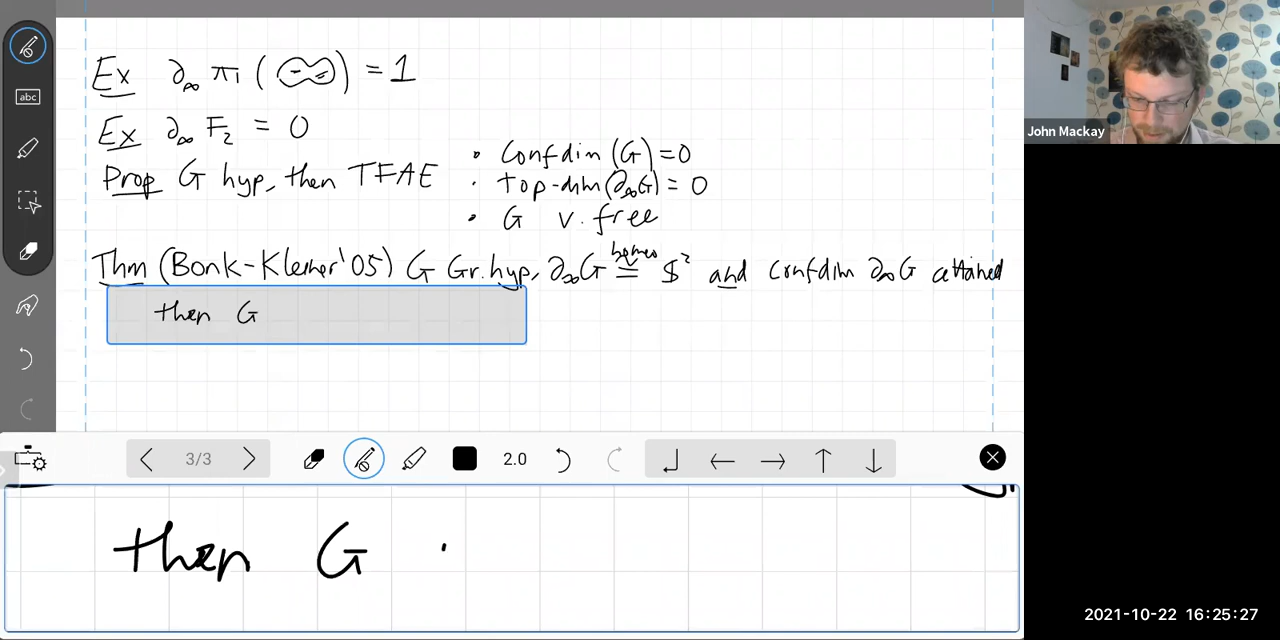 Ex ∂∞ π1 ( ) = 1
Ex ∂∞ F2 = 0
Prop G hyp, then TFAE
• Confdim (G) = 0
• top-dim (∂∞G) = 0
• G v. free
Thm (Bonk-Kleiner '05) G Gr. hyp, ∂∞G ≅ S² and Confdim ∂∞G attained
homeo
then G
abc
3/3
2.0
then G
John Mackay
2021-10-22 16:25:27